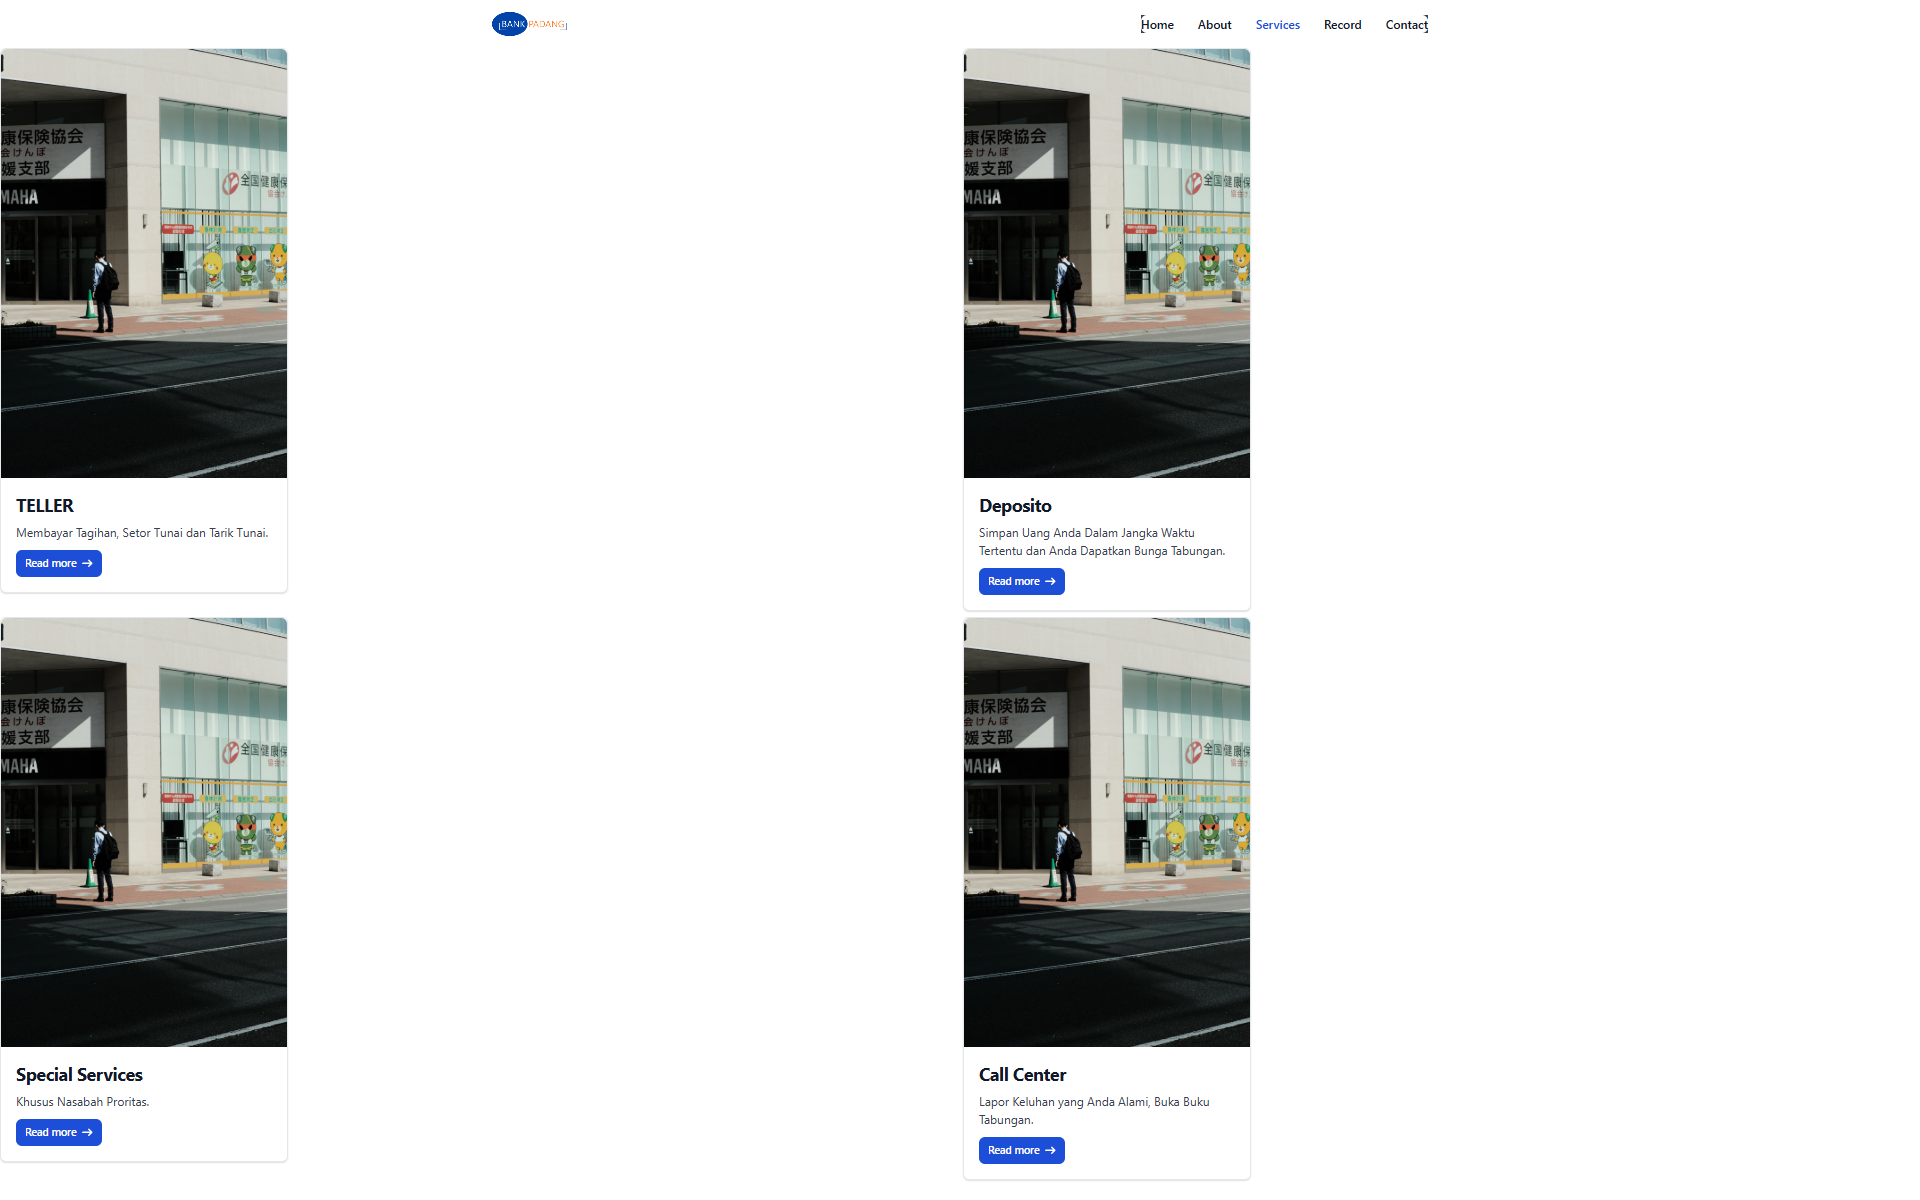 BANK PADANG
Home About Services Record Contact
康保険協会
会けんぽ
媛支部
MAHA
全国健康保
協会け
康保険協会
会けんぽ
媛支部
MAHA
全国健康保
TELLER
Membayar Tagihan, Setor Tunai dan Tarik Tunai.
Read more →
Deposito
Simpan Uang Anda Dalam Jangka Waktu
Tertentu dan Anda Dapatkan Bunga Tabungan.
Read more →
康保険協会
会けんぽ
媛支部
MAHA
全国健康保
協会け
康保険協会
会けんぽ
媛支部
MAHA
全国健康保
Special Services
Khusus Nasabah Proritas.
Read more →
Call Center
Lapor Keluhan yang Anda Alami, Buka Buku
Tabungan.
Read more →